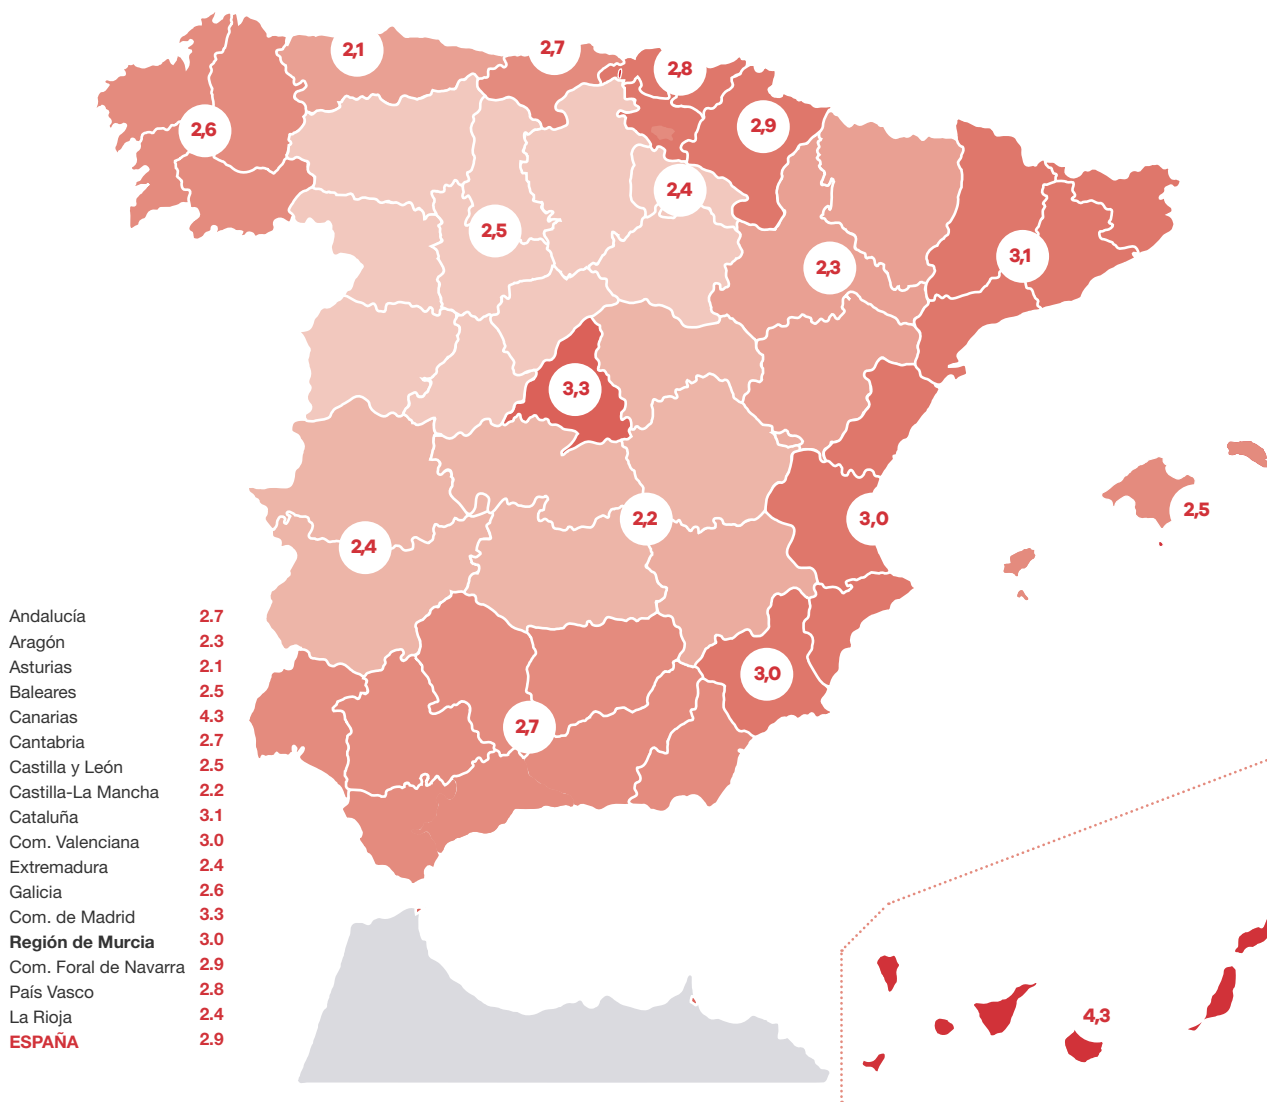 2,1
2,7
2,8
2,6
2,9
2,4
2,5
2,3
3,1
3,3
2,2
3,0
2,5
2,4
3,0
2,7
4,3
Andalucía 2.7
Aragón 2.3
Asturias 2.1
Baleares 2.5
Canarias 4.3
Cantabria 2.7
Castilla y León 2.5
Castilla-La Mancha 2.2
Cataluña 3.1
Com. Valenciana 3.0
Extremadura 2.4
Galicia 2.6
Com. de Madrid 3.3
Región de Murcia 3.0
Com. Foral de Navarra 2.9
País Vasco 2.8
La Rioja 2.4
ESPAÑA 2.9